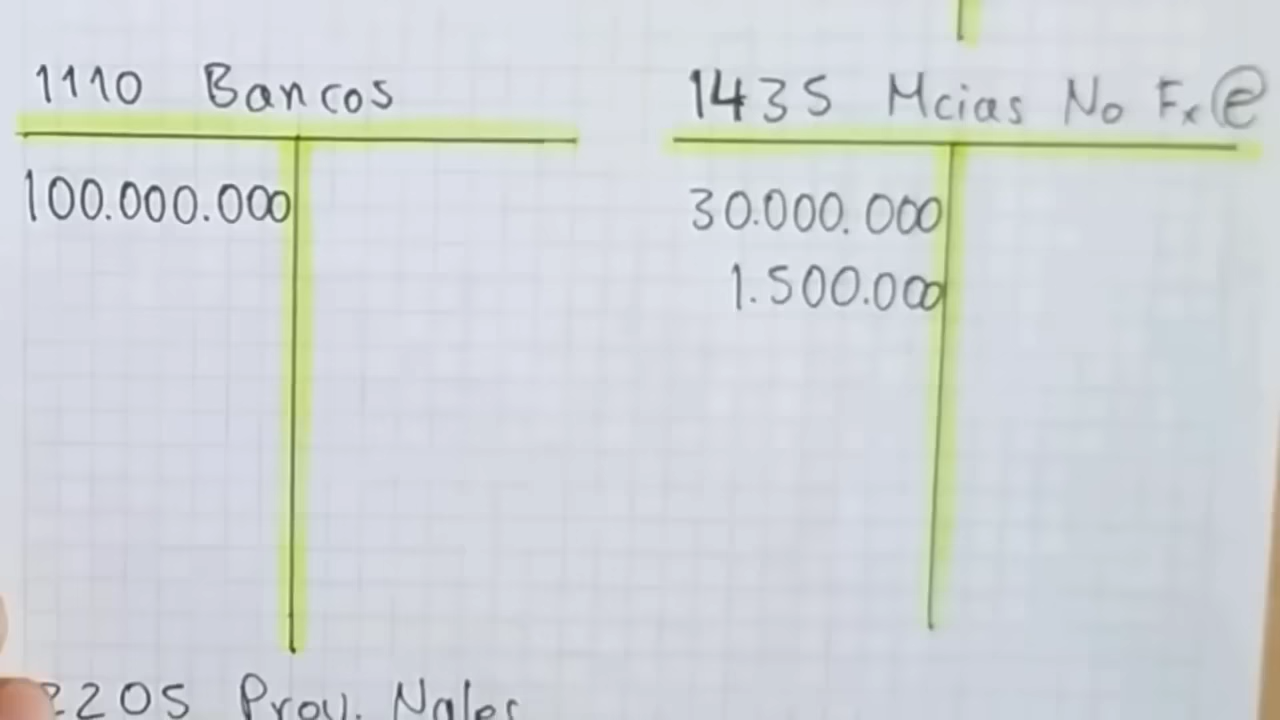 1110 Bancos
100.000.000
1435 Mcias No Fx@
30.000.000
1.500.000
2205 Prov. Nales